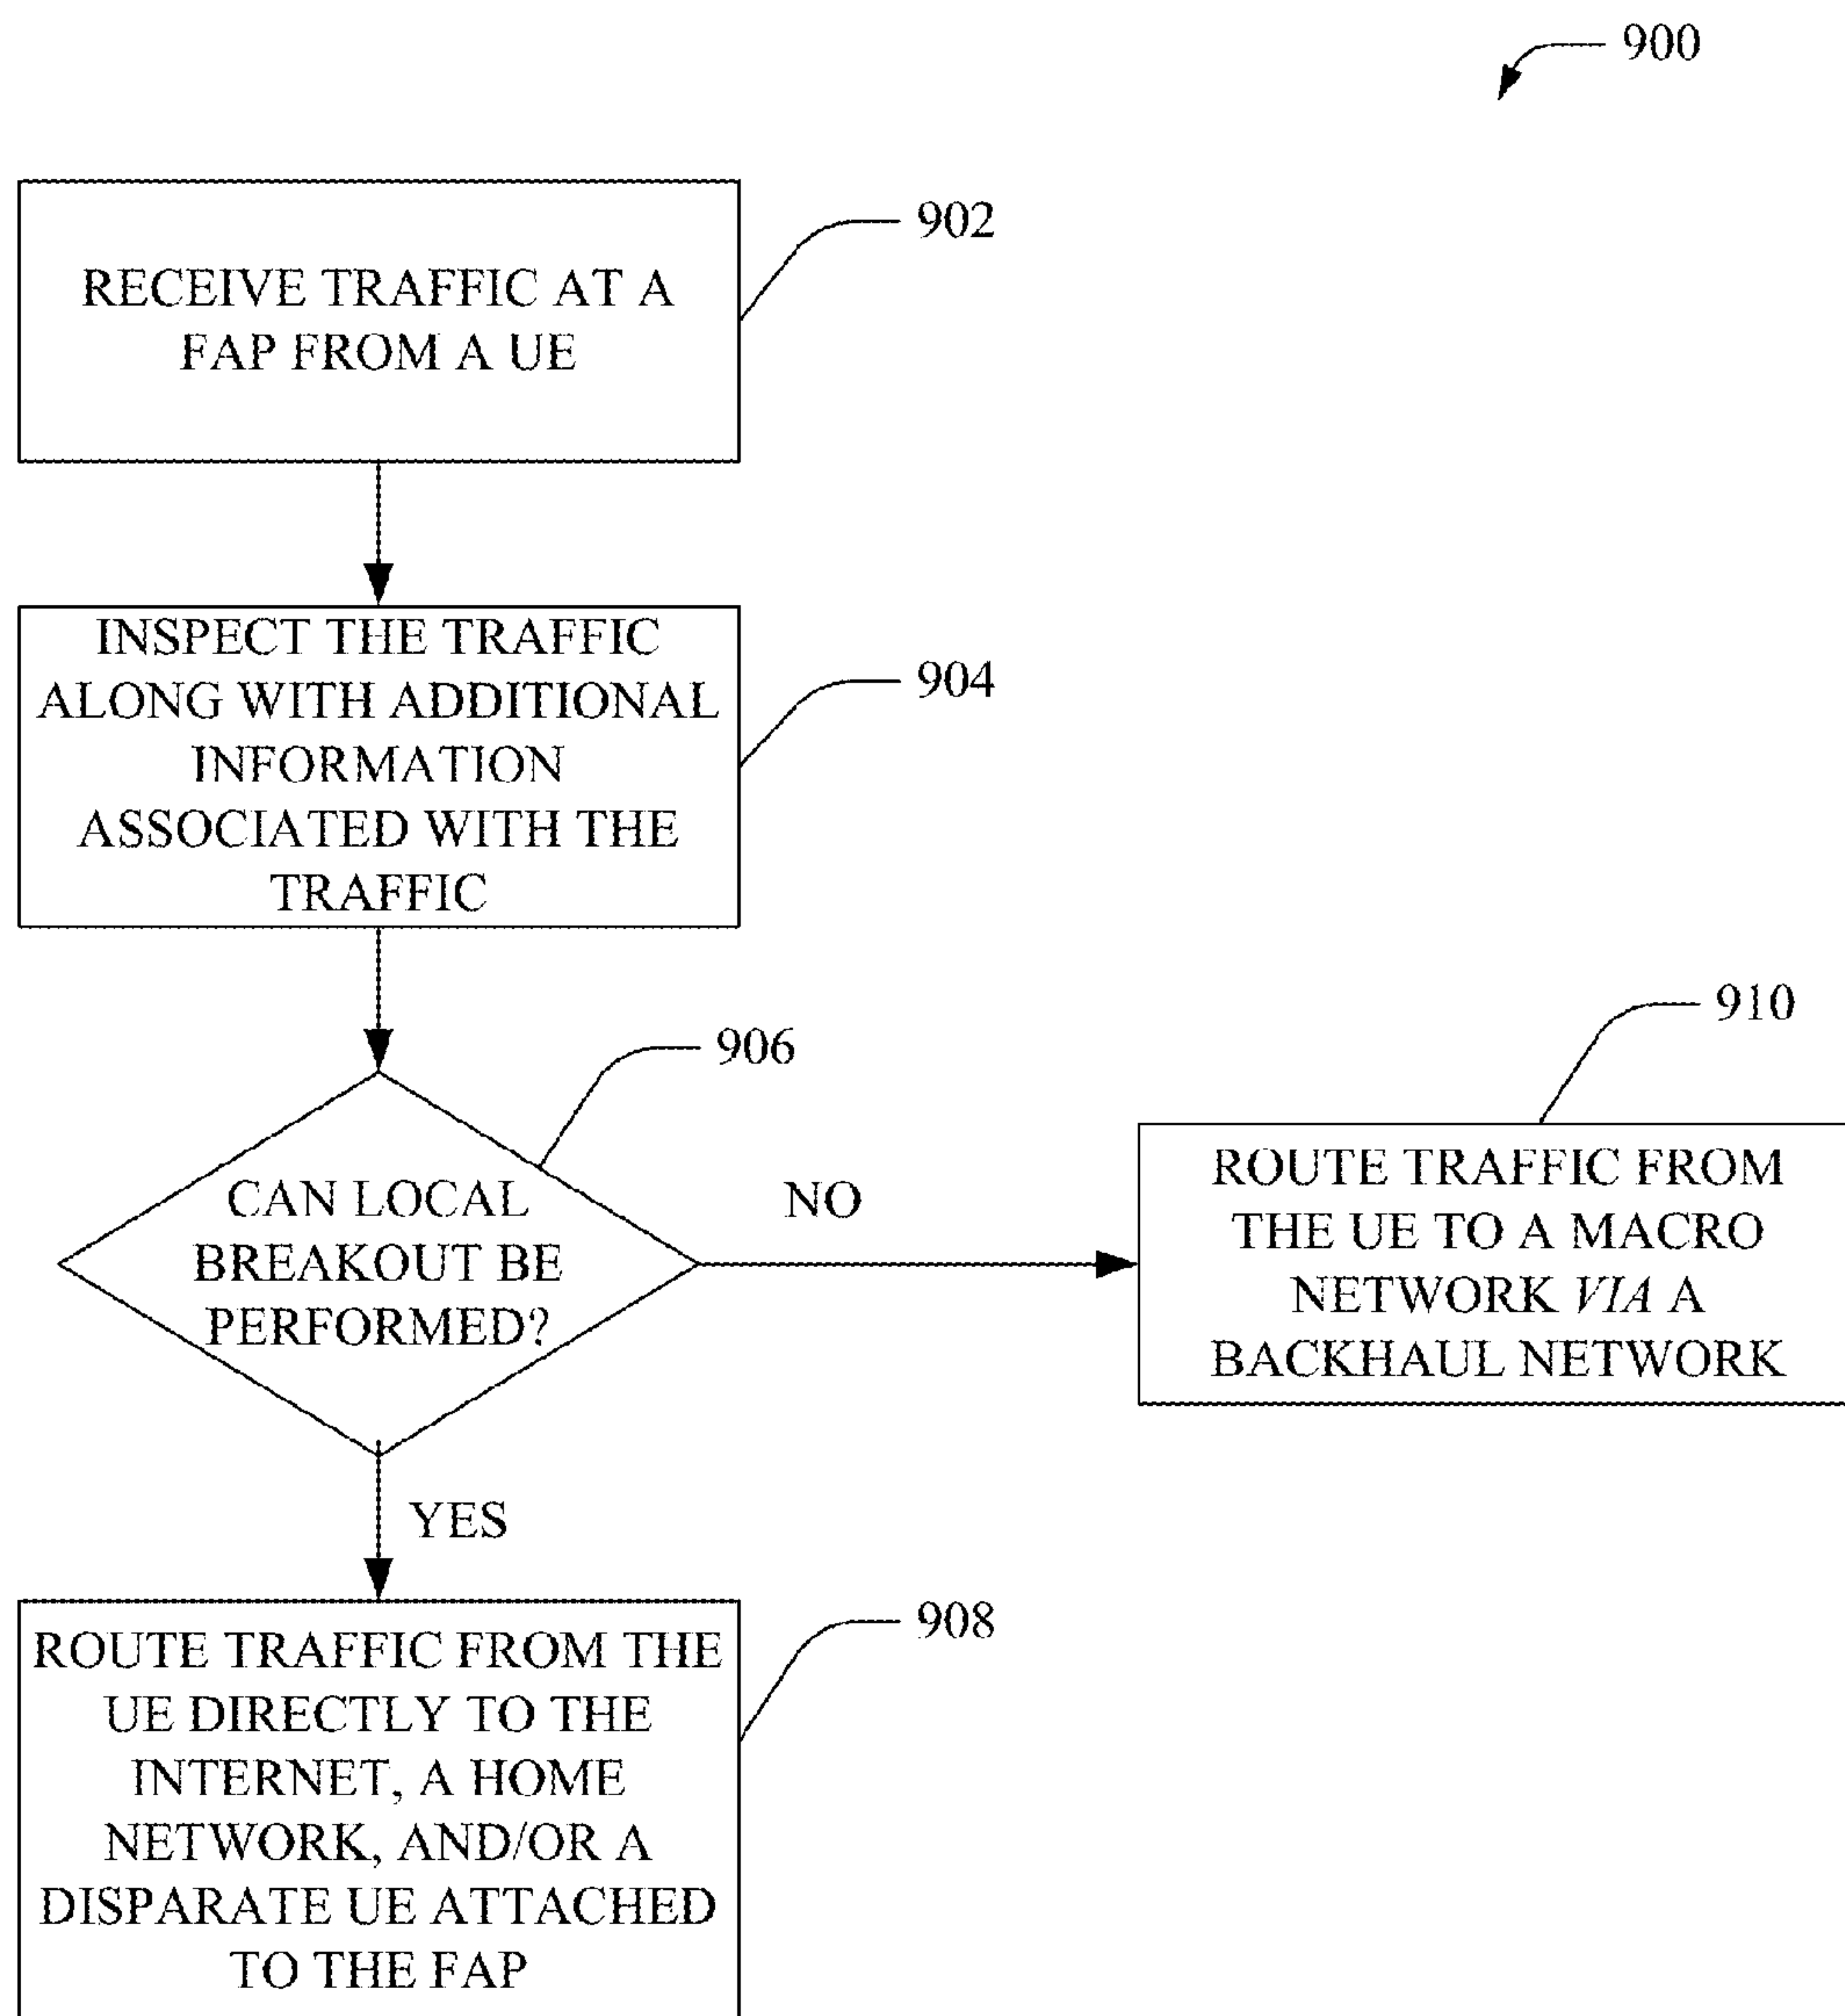 900
RECEIVE TRAFFIC AT A
FAP FROM A UE
902
INSPECT THE TRAFFIC
ALONG WITH ADDITIONAL
INFORMATION
ASSOCIATED WITH THE
TRAFFIC
904
906
CAN LOCAL
BREAKOUT BE
PERFORMED?
NO
910
ROUTE TRAFFIC FROM
THE UE TO A MACRO
NETWORK VIA A
BACKHAUL NETWORK
YES
ROUTE TRAFFIC FROM THE
UE DIRECTLY TO THE
INTERNET, A HOME
NETWORK, AND/OR A
DISPARATE UE ATTACHED
TO THE FAP
908